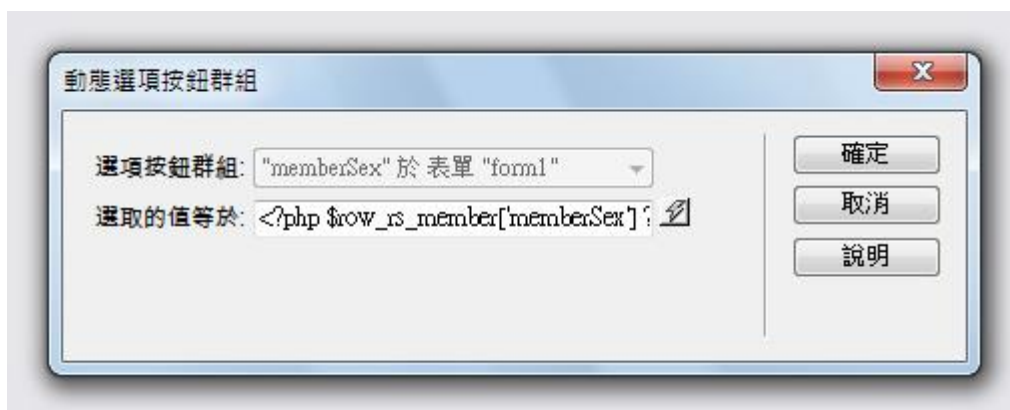 動態選項按鈕群組
選項按鈕群組: "memberSex" 於 表單 "form1"
選取的值等於: <?php $row_rs_member['memberSex'] ?
確定
取消
說明